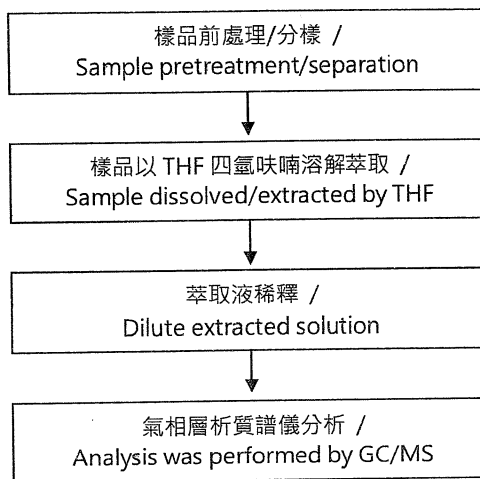 樣品前處理/分樣 /
Sample pretreatment/separation
樣品以 THF 四氫呋喃溶解萃取 /
Sample dissolved/extracted by THF
萃取液稀釋 /
Dilute extracted solution
氣相層析質譜儀分析 /
Analysis was performed by GC/MS